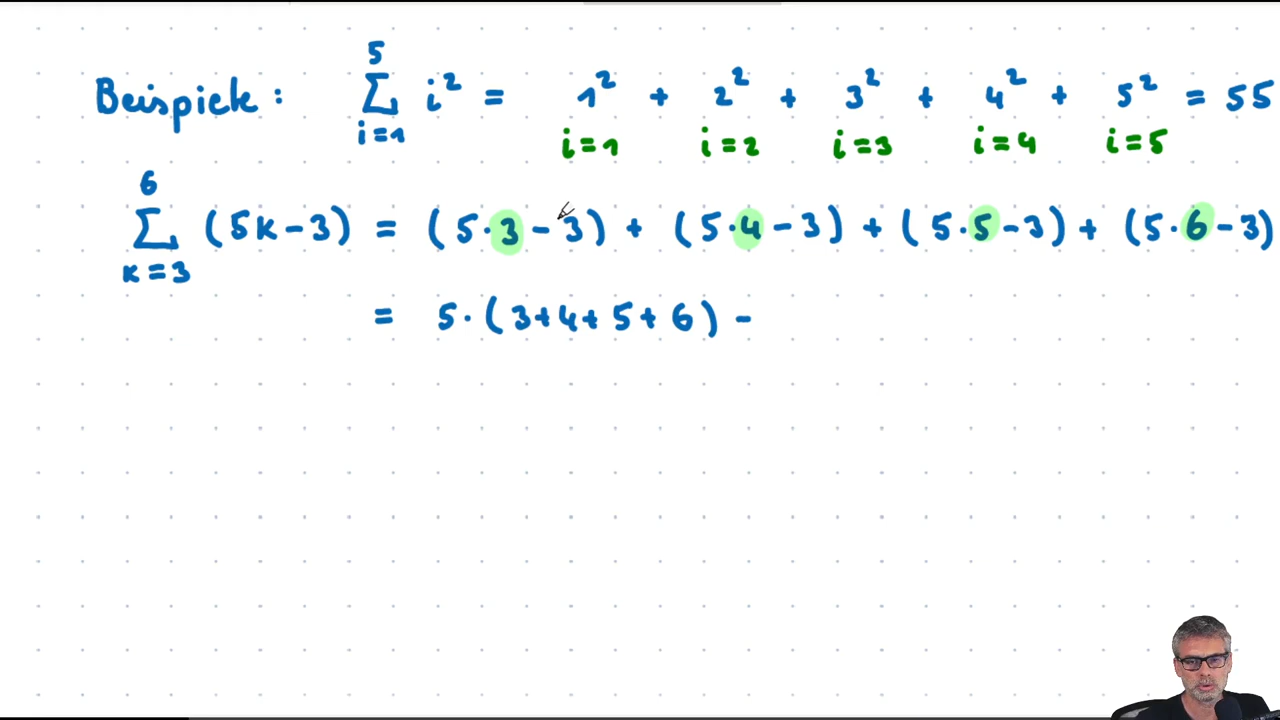 Beispiele: 5∑i=1 i² = 1² + 2² + 3² + 4² + 5² = 55
i=1 i=2 i=3 i=4 i=5
6∑k=3 (5k-3) = (5·3-3) + (5·4-3) + (5·5-3) + (5·6-3)
= 5·(3+4+5+6) -